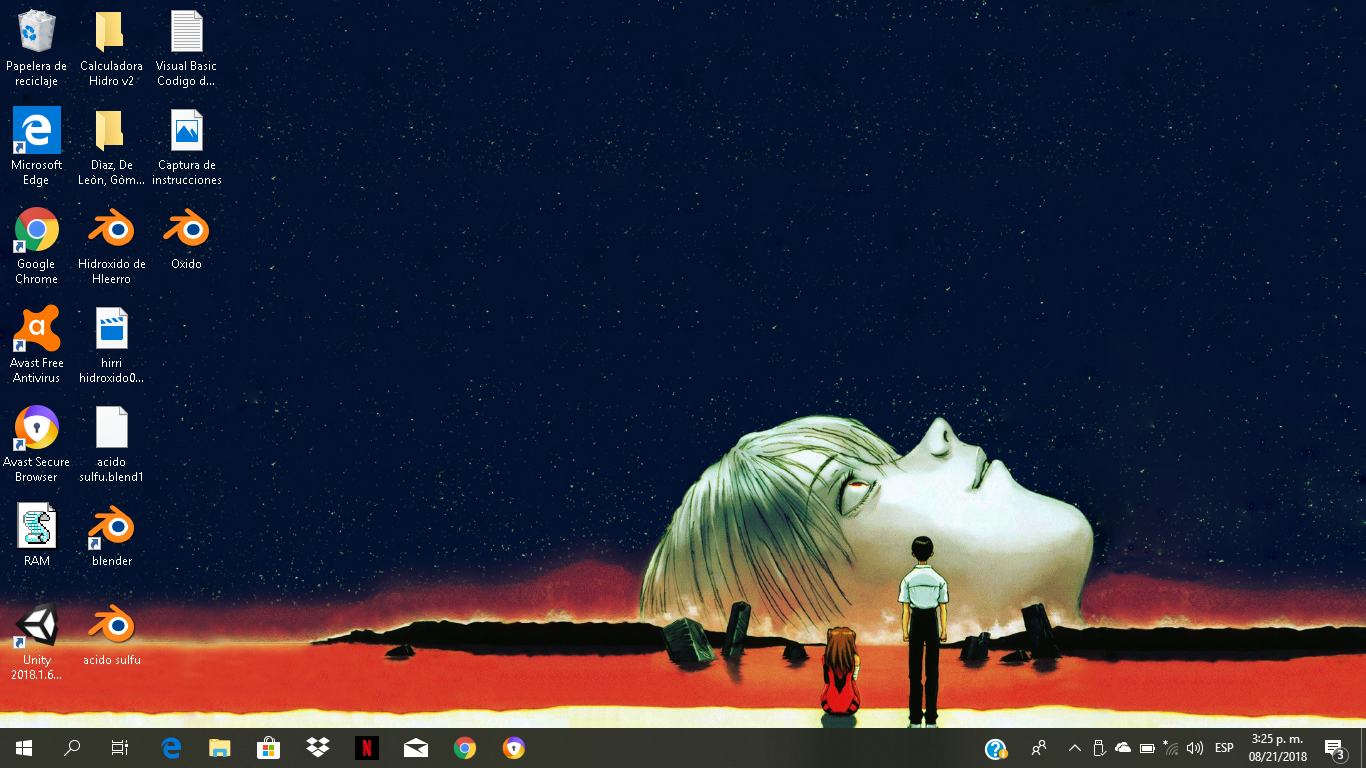 Papelera de
reciclaje
Calculadora
Hidro v2
Visual Basic
Codigo d...
Microsoft
Edge
Dìaz, De
Leòn, Gòm...
Captura de
instrucciones
Google
Chrome
Hidroxido de
HIeerro
Oxido
Avast Free
Antivirus
hirri
hidroxido0...
Avast Secure
Browser
acido
sulfu.blend1
RAM
blender
Unity
2018.1.6...
acido sulfu
ESP
3:25 p. m.
08/21/2018
3